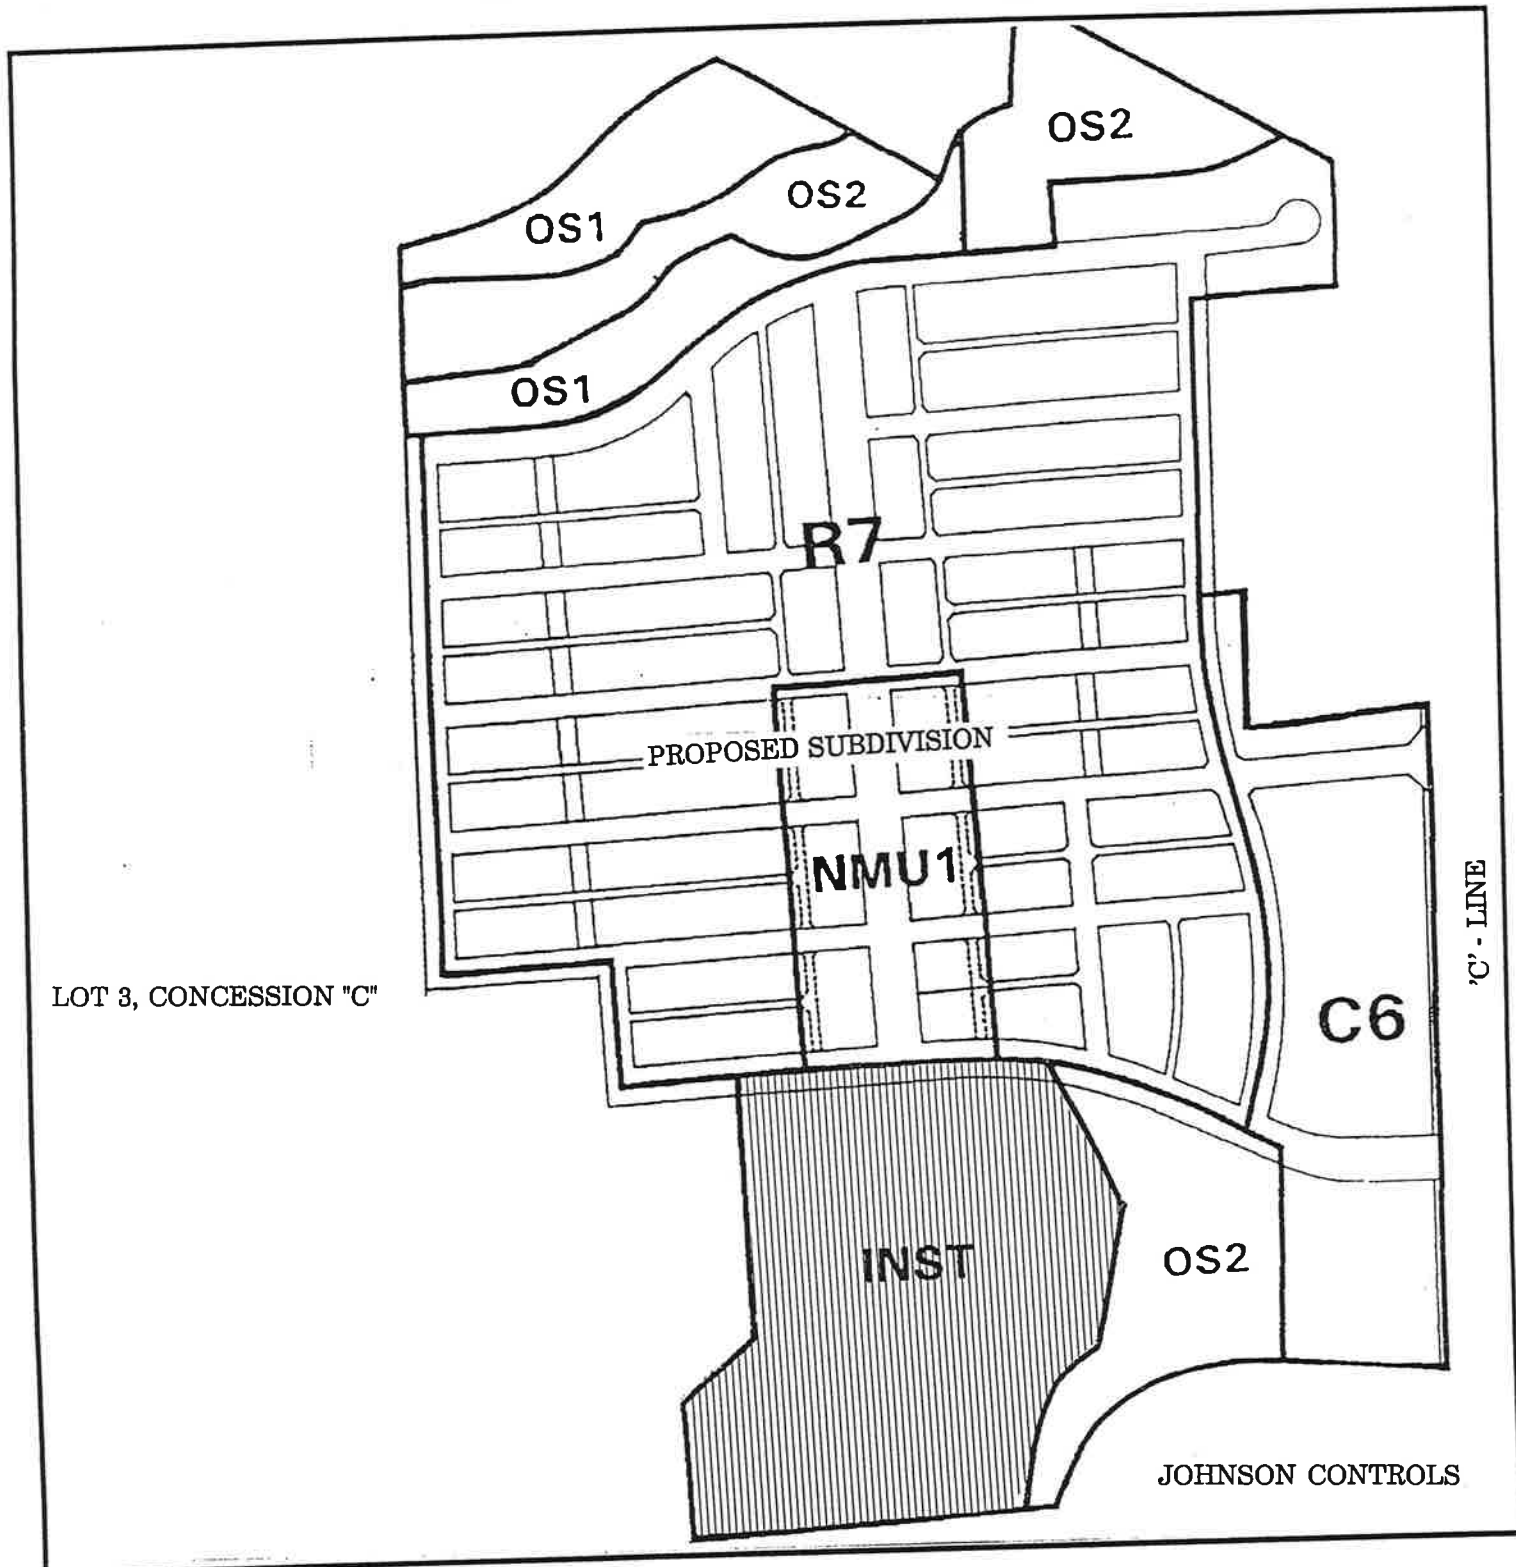 OS2
OS2
OS1
OS1
R7
PROPOSED SUBDIVISION
NMU1
'C' - LINE
LOT 3, CONCESSION "C"
C6
INST
OS2
JOHNSON CONTROLS